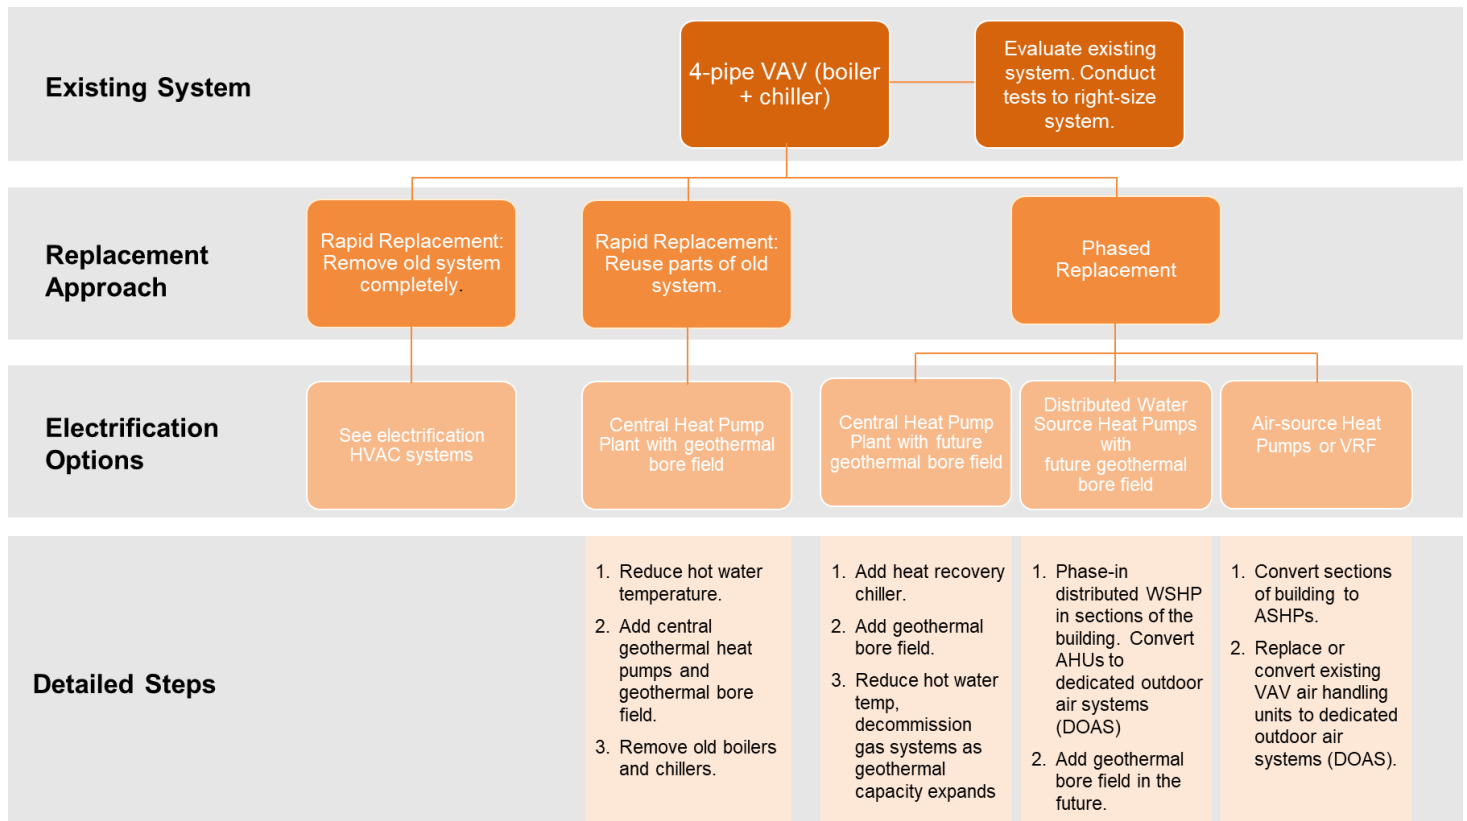 Existing System
4-pipe VAV (boiler
+ chiller)
Evaluate existing
system. Conduct
tests to right-size
system.
Replacement
Approach
Rapid Replacement:
Remove old system
completely.
Rapid Replacement:
Reuse parts of old
system.
Phased
Replacement
Electrification
Options
See electrification
HVAC systems
Central Heat Pump
Plant with geothermal
bore field
Central Heat Pump
Plant with future
geothermal bore field
Distributed Water
Source Heat Pumps
with
future geothermal
bore field
Air-source Heat
Pumps or VRF
Detailed Steps
1. Reduce hot water
temperature.
2. Add central
geothermal heat
pumps and
geothermal bore
field.
3. Remove old boilers
and chillers.
1. Add heat recovery
chiller.
2. Add geothermal
bore field.
3. Reduce hot water
temp,
decommission
gas systems as
geothermal
capacity expands
1. Phase-in
distributed WSHP
in sections of the
building. Convert
AHUs to
dedicated outdoor
air systems
(DOAS)
2. Add geothermal
bore field in the
future.
1. Convert sections
of building to
ASHPs.
2. Replace or
convert existing
VAV air handling
units to dedicated
outdoor air
systems (DOAS).